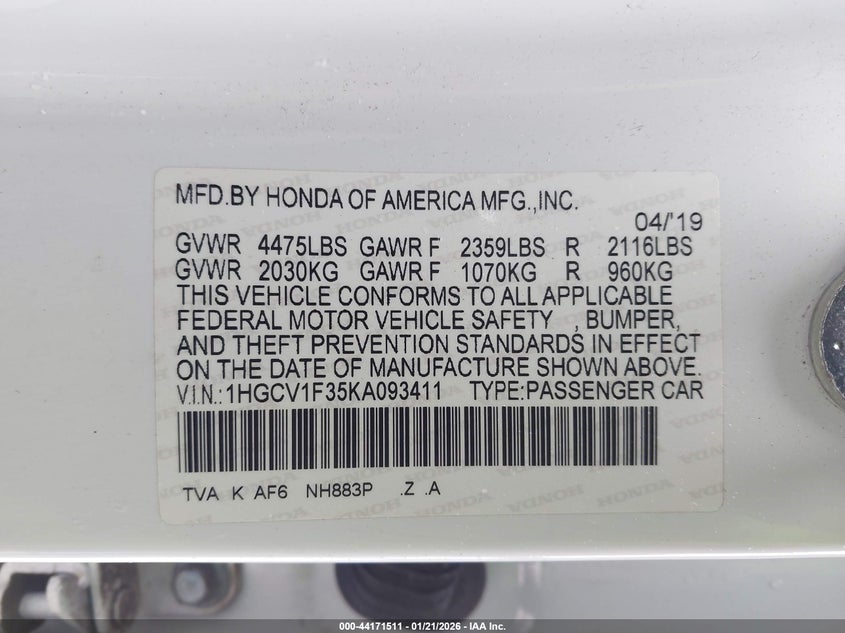 MFD.BY HONDA OF AMERICA MFG.,INC.
04/'19
GVWR 4475LBS GAWR F 2359LBS R 2116LBS
GVWR 2030KG GAWR F 1070KG R 960KG
THIS VEHICLE CONFORMS TO ALL APPLICABLE
FEDERAL MOTOR VEHICLE SAFETY , BUMPER,
AND THEFT PREVENTION STANDARDS IN EFFECT
ON THE DATE OF MANUFACTURE SHOWN ABOVE.
V.I.N.:1HGCV1F35KA093411 TYPE:PASSENGER CAR
TVA K AF6 NH883P .Z .A
000-44171511 - 01/21/2026 - IAA Inc.